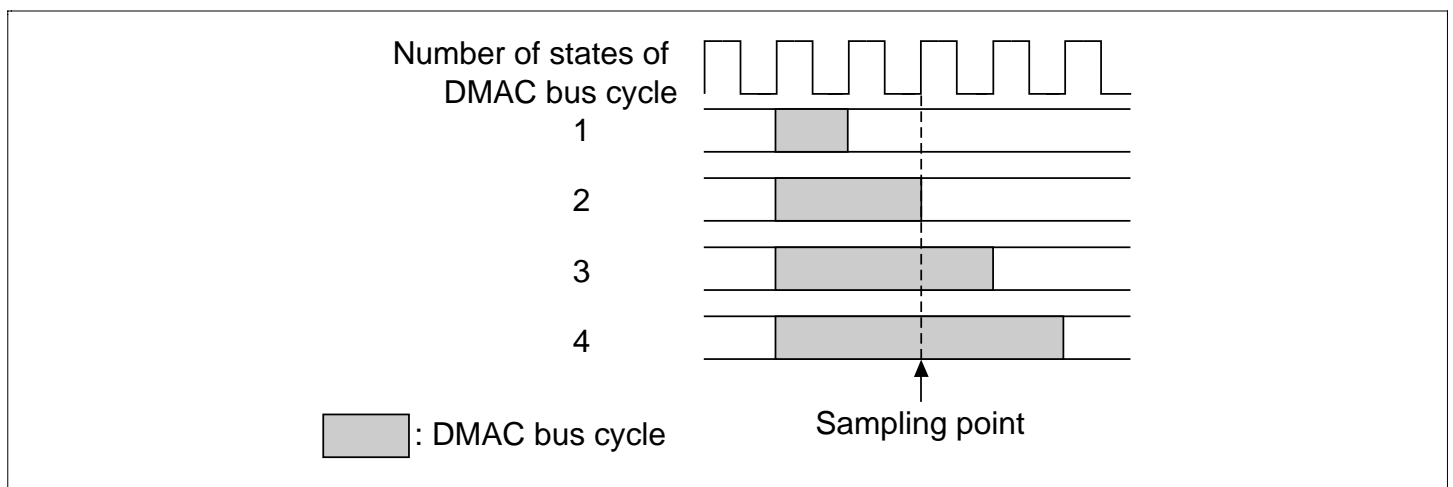 Number of states of
DMAC bus cycle
1
2
3
4
Sampling point
: DMAC bus cycle